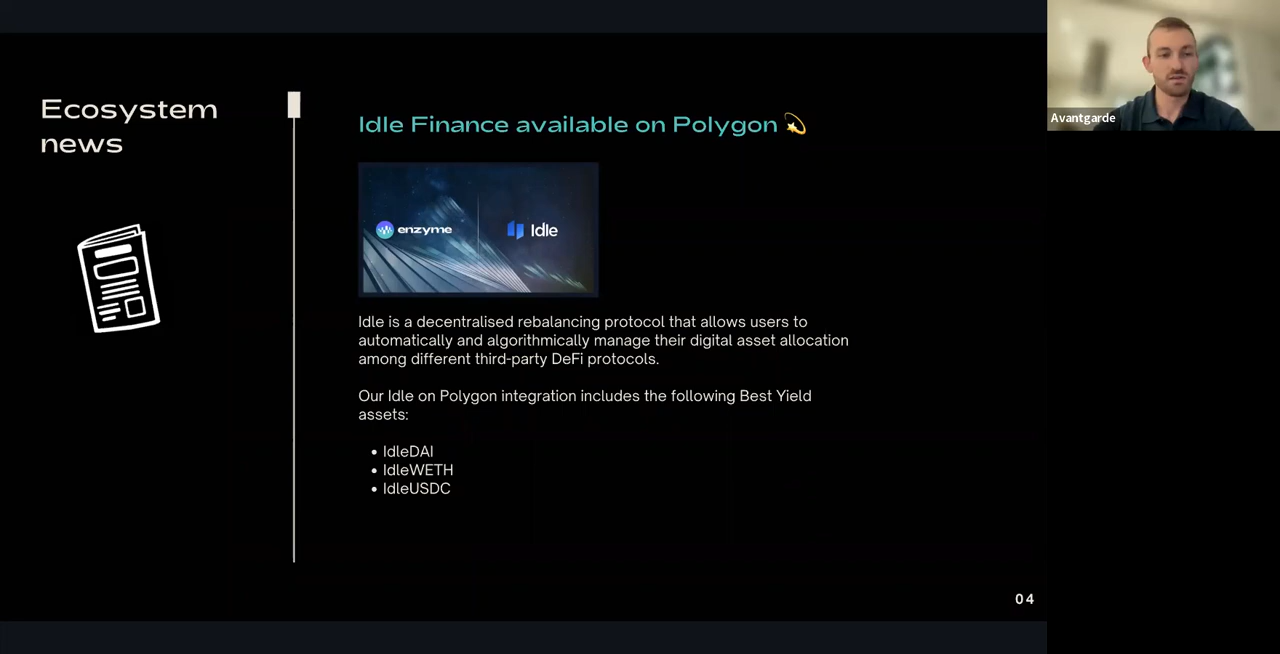 Ecosystem
news
Idle Finance available on Polygon 💫
enzyme
Idle
Idle is a decentralised rebalancing protocol that allows users to
automatically and algorithmically manage their digital asset allocation
among different third-party DeFi protocols.
Our Idle on Polygon integration includes the following Best Yield
assets:
• IdleDAI
• IdleWETH
• IdleUSDC
04
Avantgarde